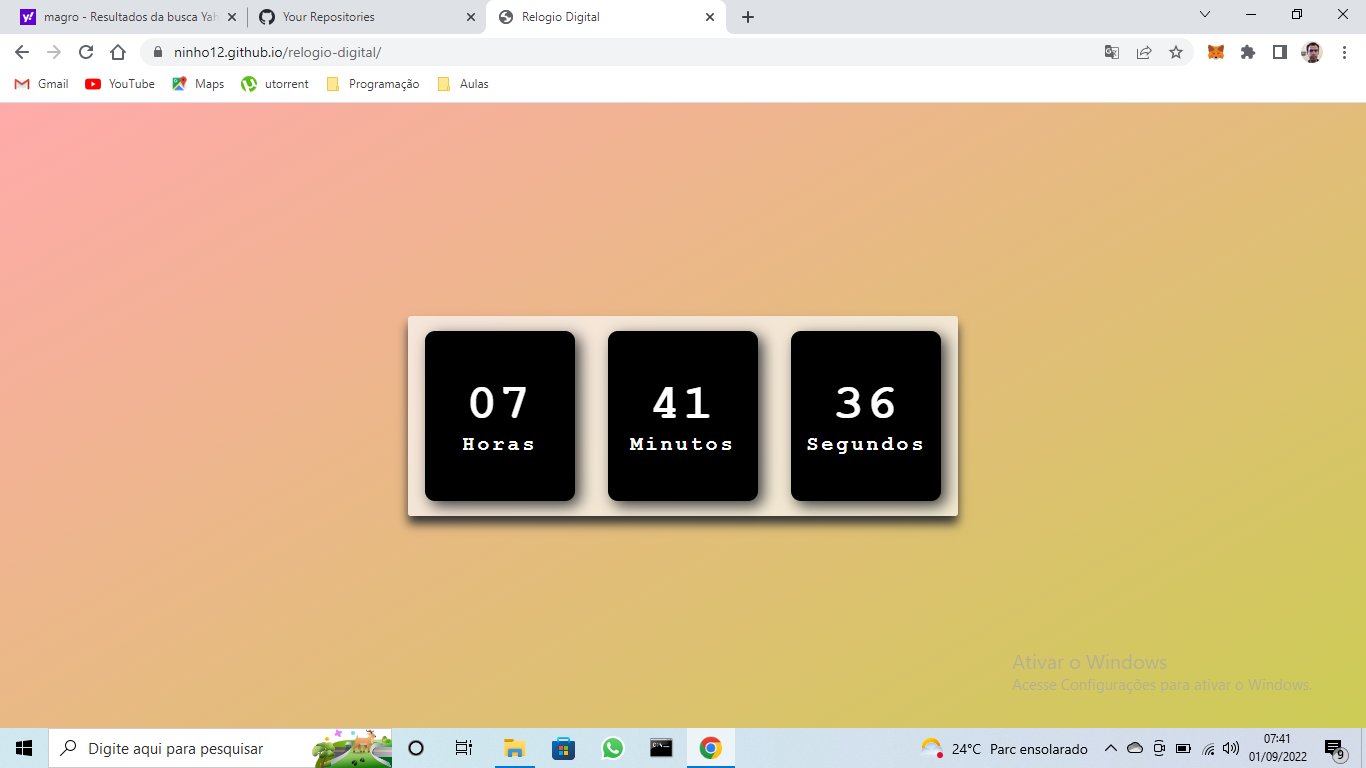 magro - Resultados da busca Yah
Your Repositories
Relogio Digital
ninho12.github.io/relogio-digital/
Gmail
YouTube
Maps
utorrent
Programação
Aulas
07
41
36
Horas
Minutos
Segundos
Ativar o Windows
Acesse Configurações para ativar o Windows.
Digite aqui para pesquisar
24°C Parc ensolarado
07:41
01/09/2022
9